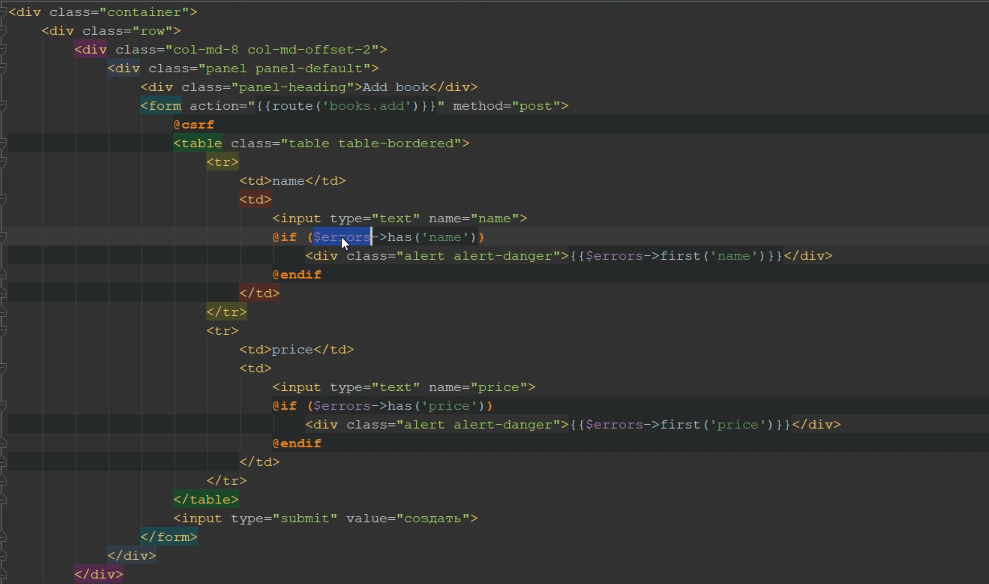 <div class="container">
<div class="row">
<div class="col-md-8 col-md-offset-2">
<div class="panel panel-default">
<div class="panel-heading">Add book</div>
<form action="{{route('books.add')}}" method="post">
@csrf
<table class="table table-bordered">
<tr>
<td>name</td>
<td>
<input type="text" name="name">
@if ($errors->has('name'))
<div class="alert alert-danger">{{$errors->first('name')}}</div>
@endif
</td>
</tr>
<tr>
<td>price</td>
<td>
<input type="text" name="price">
@if ($errors->has('price'))
<div class="alert alert-danger">{{$errors->first('price')}}</div>
@endif
</td>
</tr>
</table>
<input type="submit" value="создать">
</form>
</div>
</div>